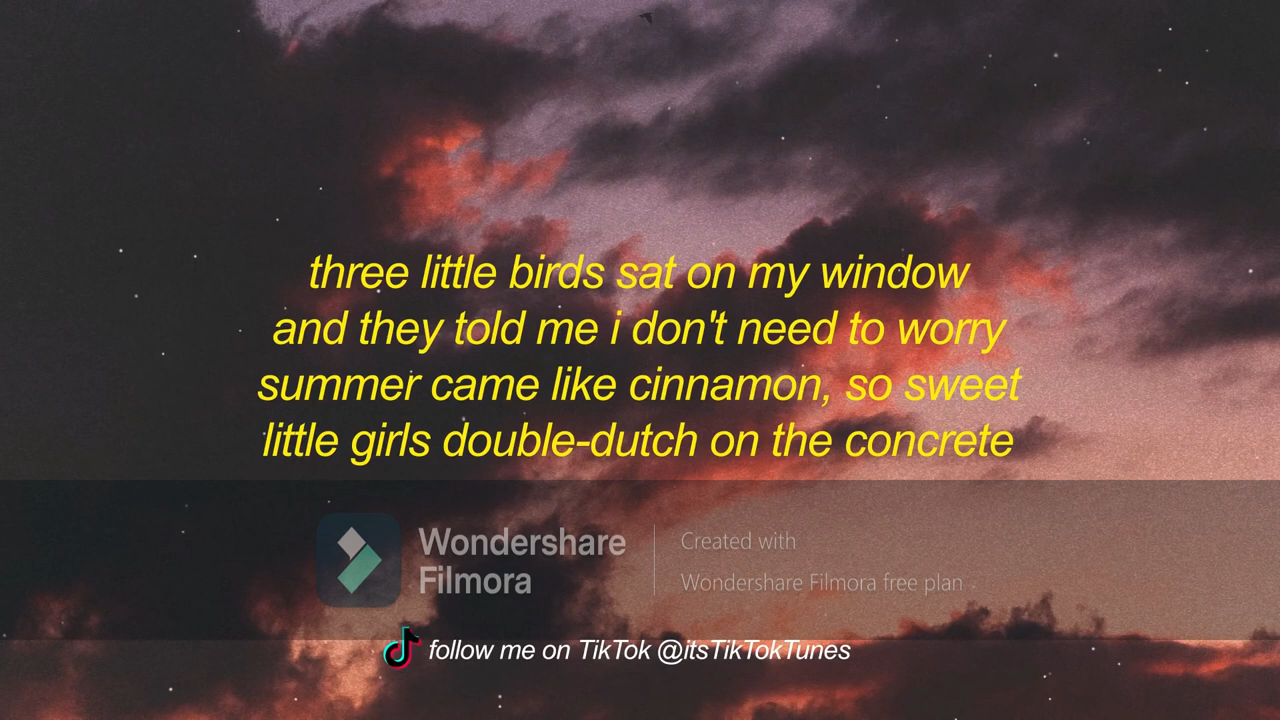 three little birds sat on my window
and they told me i don't need to worry
summer came like cinnamon, so sweet
little girls double-dutch on the concrete
Wondershare
Filmora
Created with
Wondershare Filmora free plan
follow me on TikTok @itsTikTokTunes